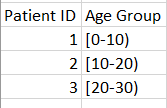 Patient ID Age Group
1 [0-10)
2 [10-20)
3 [20-30)